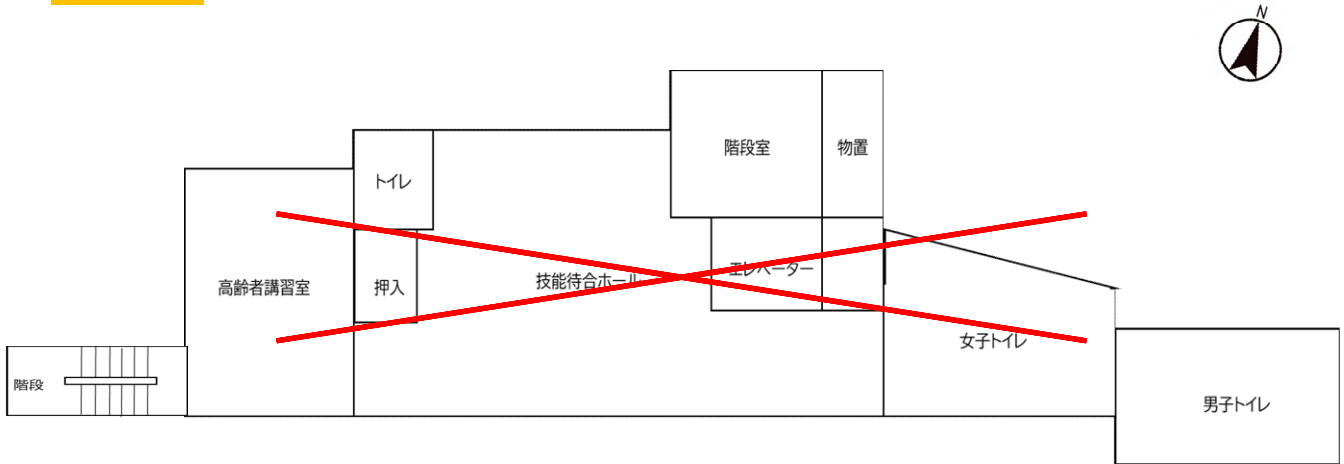 N
階段室
物置
トイレ
エレベーター
技能待合ホール
高齢者講習室
押入
女子トイレ
階段
男子トイレ